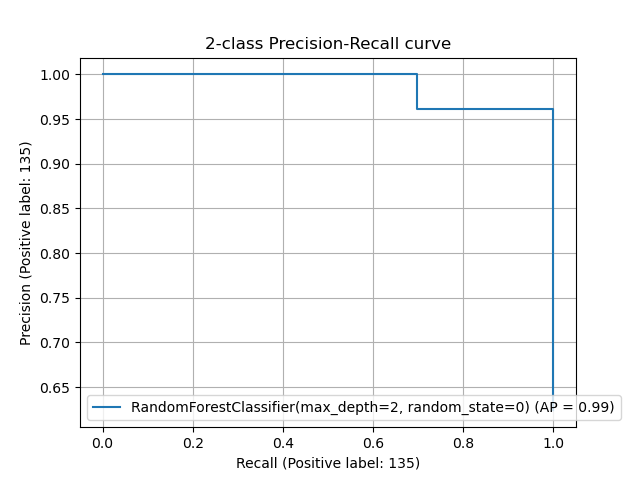 2-class Precision-Recall curve
Precision (Positive label: 135)
1.00
0.95
0.90
0.85
0.80
0.75
0.70
0.65
RandomForestClassifier(max_depth=2, random_state=0) (AP = 0.99)
0.0 0.2 0.4 0.6 0.8 1.0
Recall (Positive label: 135)